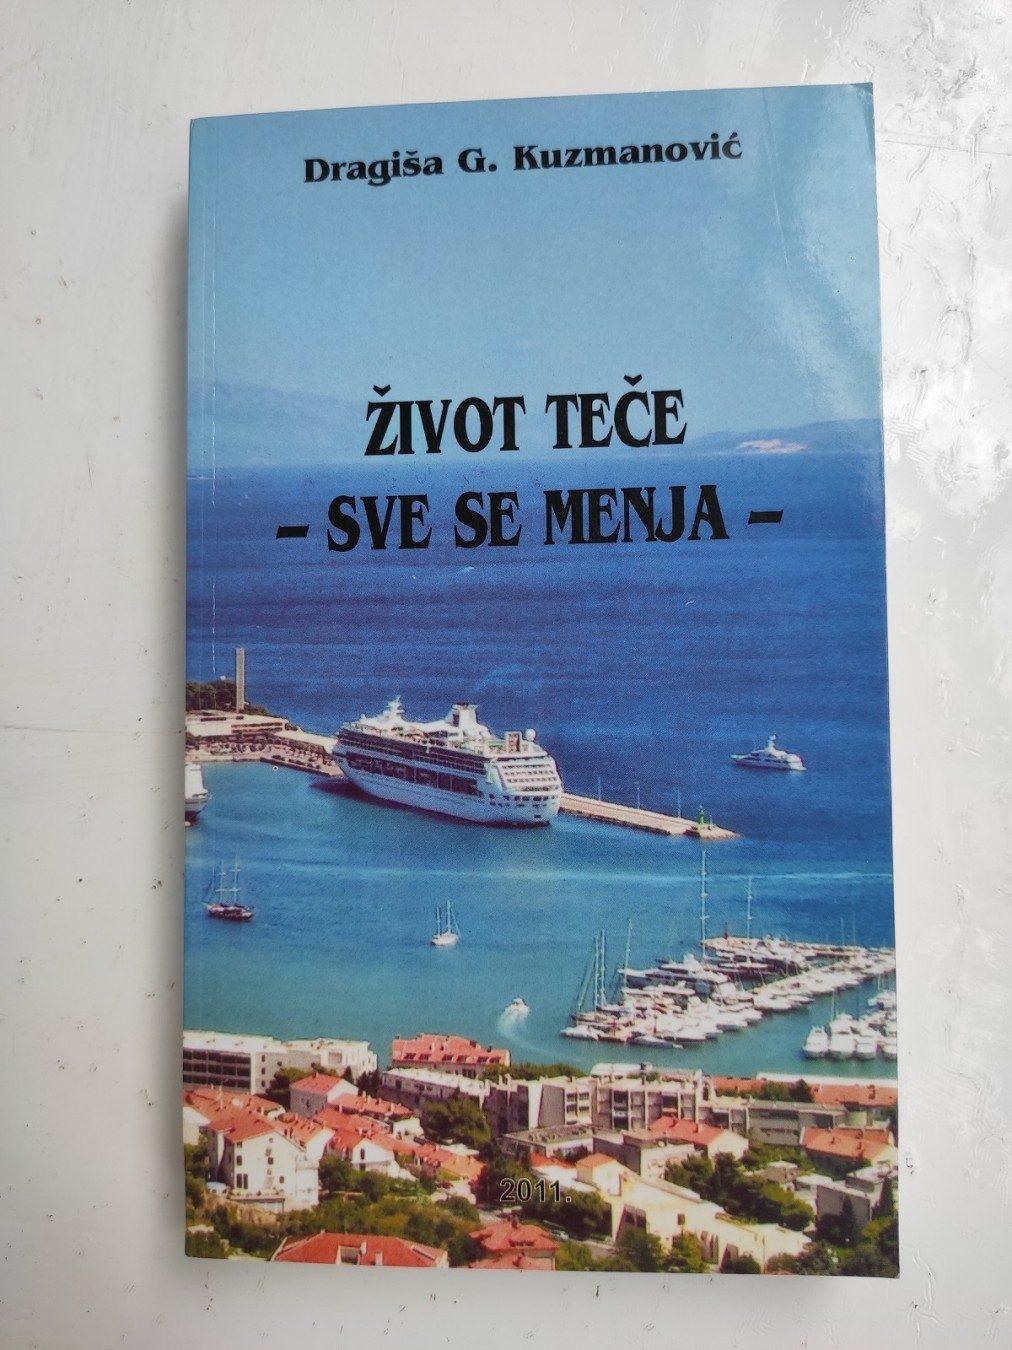 Dragiša G. Kuzmanović
ŽIVOT TEČE
– SVE SE MENJA –
2011.